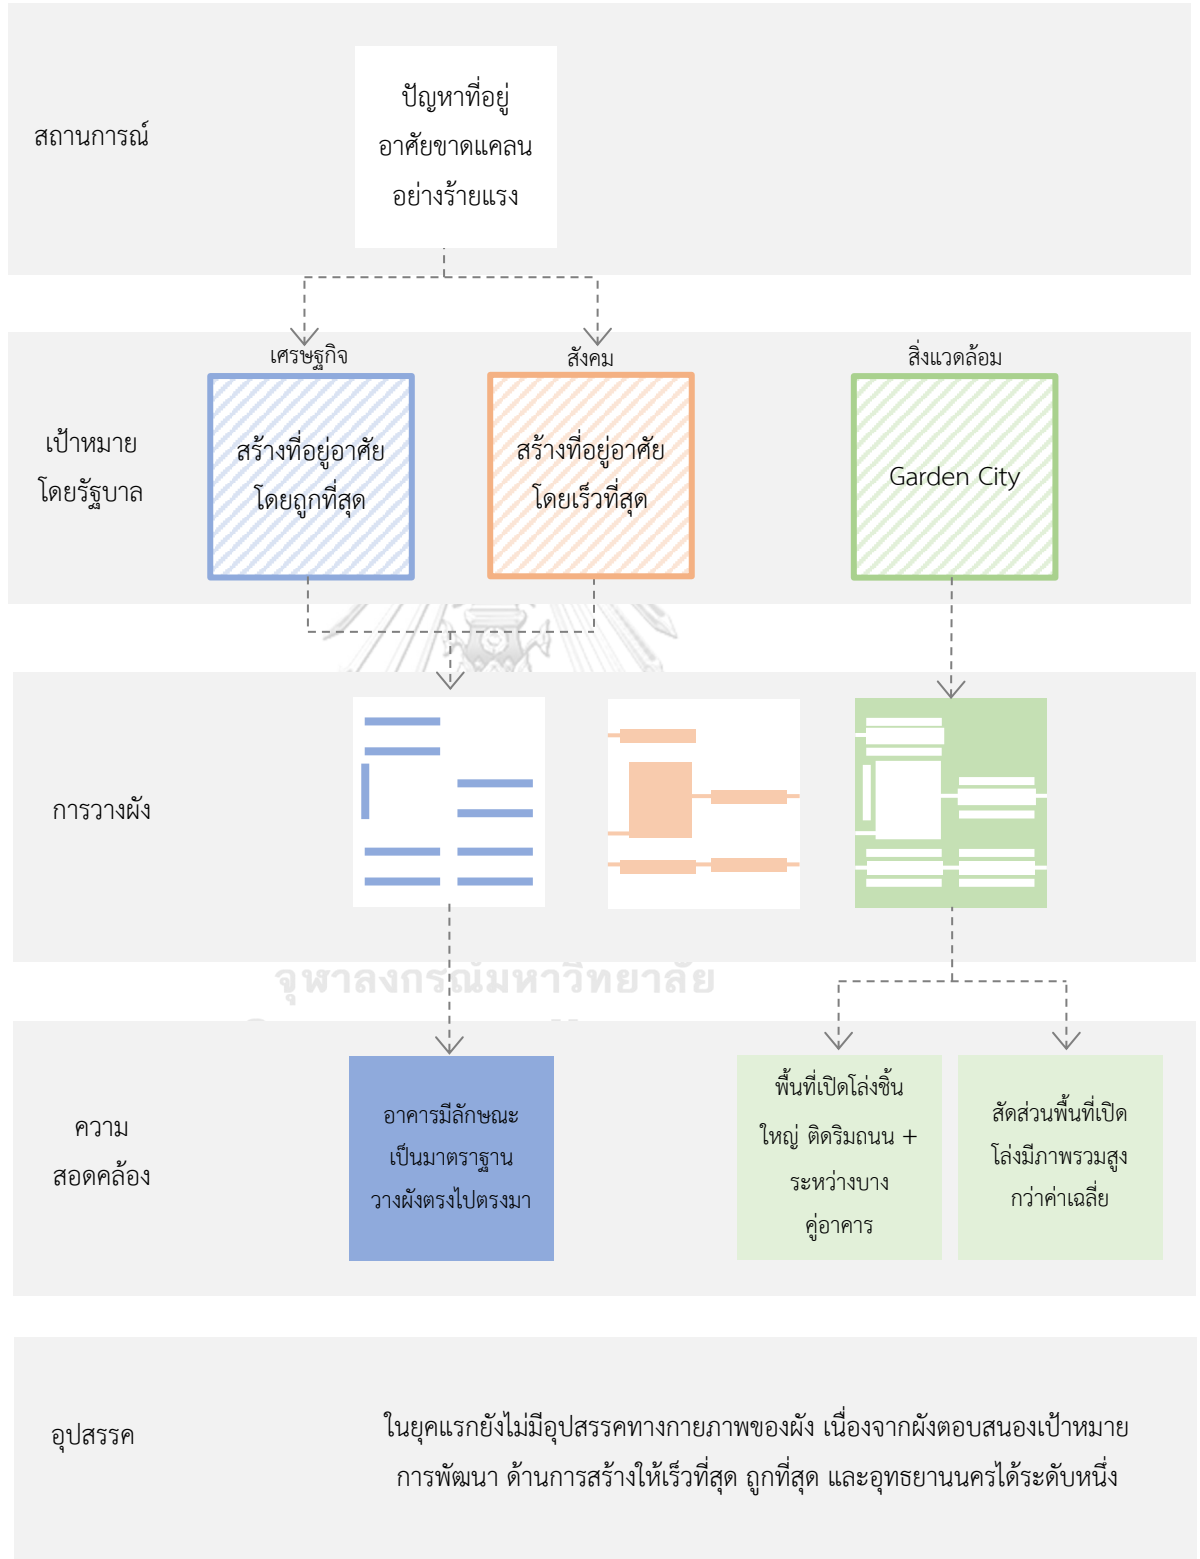 สถานการณ์
ปัญหาที่อยู่
อาศัยขาดแคลน
อย่างร้ายแรง
เป้าหมาย
โดยรัฐบาล
เศรษฐกิจ
สร้างที่อยู่อาศัย
โดยถูกที่สุด
สังคม
สร้างที่อยู่อาศัย
โดยเร็วที่สุด
สิ่งแวดล้อม
Garden City
การวางผัง
จุฬาลงกรณ์มหาวิทยาลัย
ความ
สอดคล้อง
อาคารมีลักษณะ
เป็นมาตราฐาน
วางผังตรงไปตรงมา
พื้นที่เปิดโล่งชิ้น
ใหญ่ ติดริมถนน +
ระหว่างบาง
คู่อาคาร
สัดส่วนพื้นที่เปิด
โล่งมีภาพรวมสูง
กว่าค่าเฉลี่ย
อุปสรรค
ในยุคแรกยังไม่มีอุปสรรคทางกายภาพของผัง เนื่องจากผังตอบสนองเป้าหมาย
การพัฒนา ด้านการสร้างให้เร็วที่สุด ถูกที่สุด และอุทธยานนครได้ระดับหนึ่ง